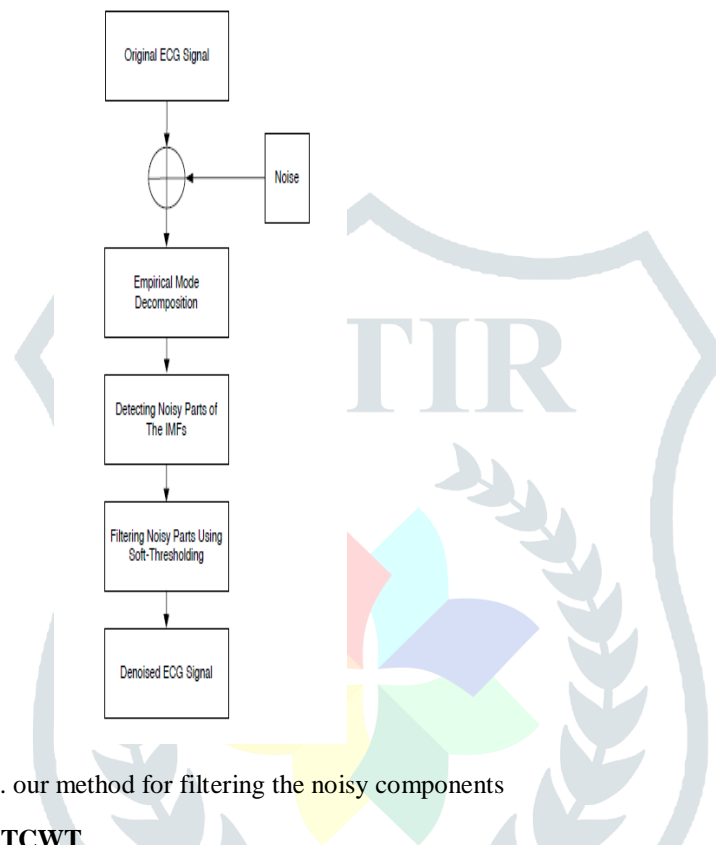 Original ECG Signal
Noise
Empirical Mode
Decomposition
TIR
Detecting Noisy Parts of
The IMFs
Filtering Noisy Parts Using
Soft-Thresholding
Denoised ECG Signal
. our method for filtering the noisy components
TCWT